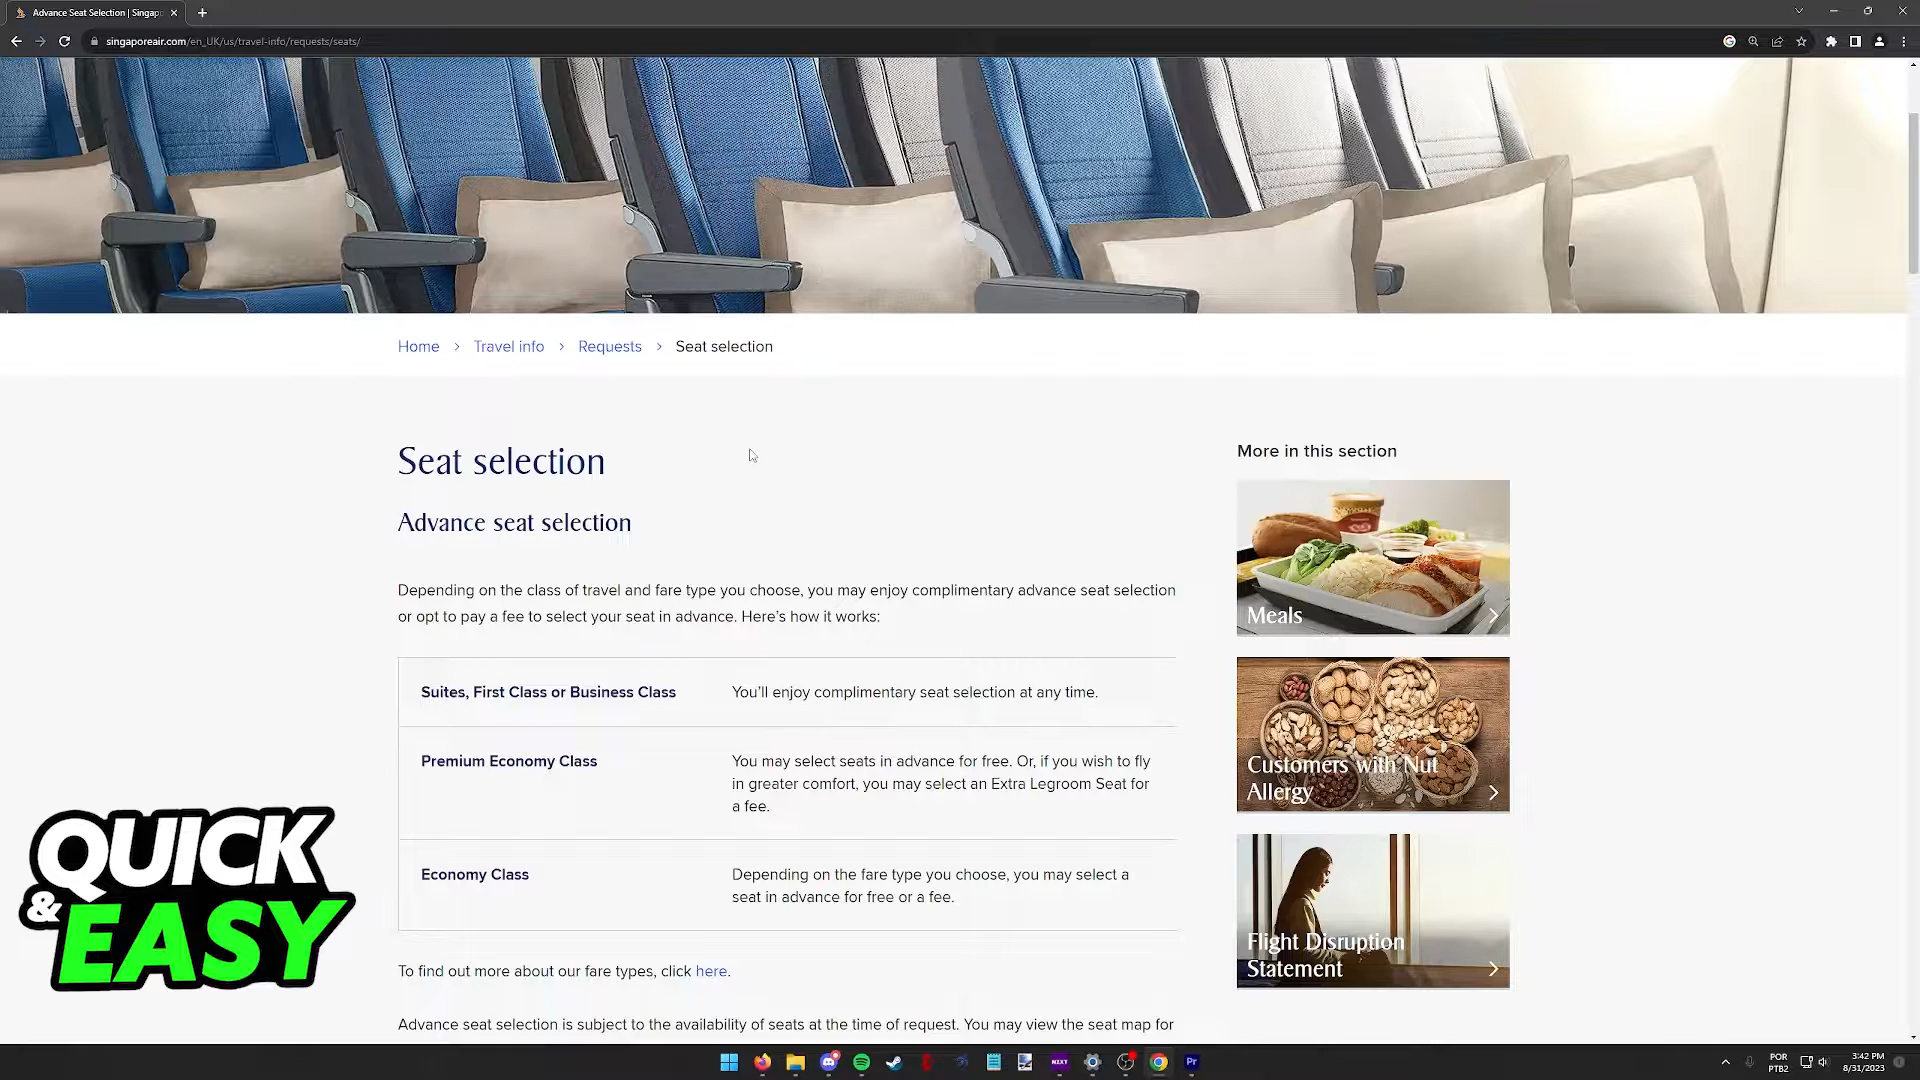 Advance Seat Selection | Singapo
singaporeair.com/en_UK/us/travel-info/requests/seats/
Home > Travel info > Requests > Seat selection
Seat selection
Advance seat selection
Depending on the class of travel and fare type you choose, you may enjoy complimentary advance seat selection
or opt to pay a fee to select your seat in advance. Here's how it works:
Suites, First Class or Business Class
You'll enjoy complimentary seat selection at any time.
Premium Economy Class
You may select seats in advance for free. Or, if you wish to fly
in greater comfort, you may select an Extra Legroom Seat for
a fee.
Economy Class
Depending on the fare type you choose, you may select a
seat in advance for free or a fee.
To find out more about our fare types, click here.
Advance seat selection is subject to the availability of seats at the time of request. You may view the seat map for
More in this section
Meals
Customers with Nut
Allergy
Flight Disruption
Statement
QUICK
& EASY
NZXT
Pr
POR
PTB2
3:42 PM
8/31/2023